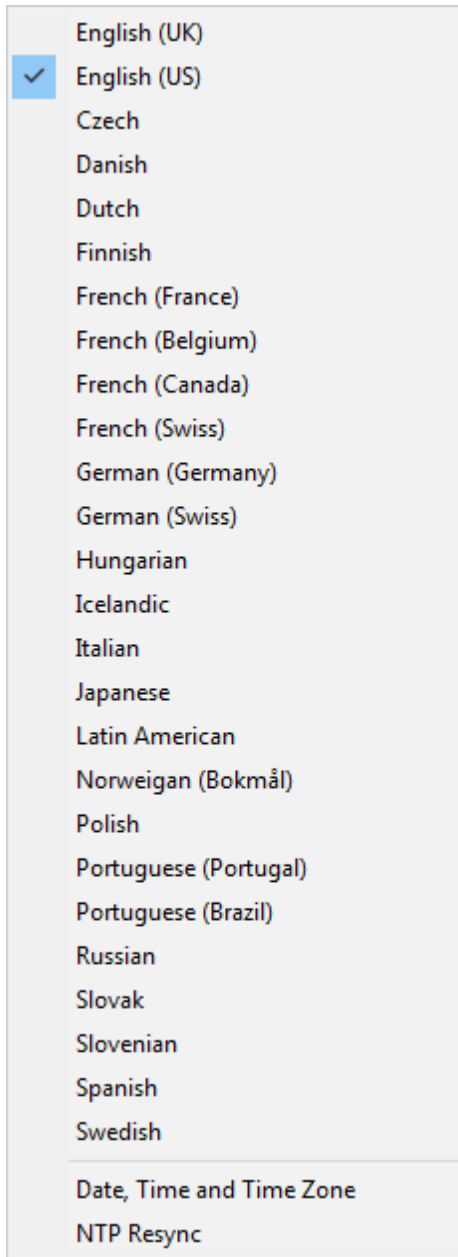 English (UK)
English (US)
Czech
Danish
Dutch
Finnish
French (France)
French (Belgium)
French (Canada)
French (Swiss)
German (Germany)
German (Swiss)
Hungarian
Icelandic
Italian
Japanese
Latin American
Norweigan (Bokmål)
Polish
Portuguese (Portugal)
Portuguese (Brazil)
Russian
Slovak
Slovenian
Spanish
Swedish
Date, Time and Time Zone
NTP Resync